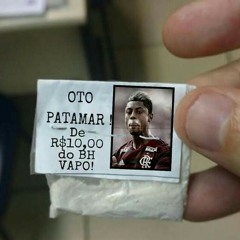 OTO
PATAMAR!
De
R$10,00
do BH
VAPO!